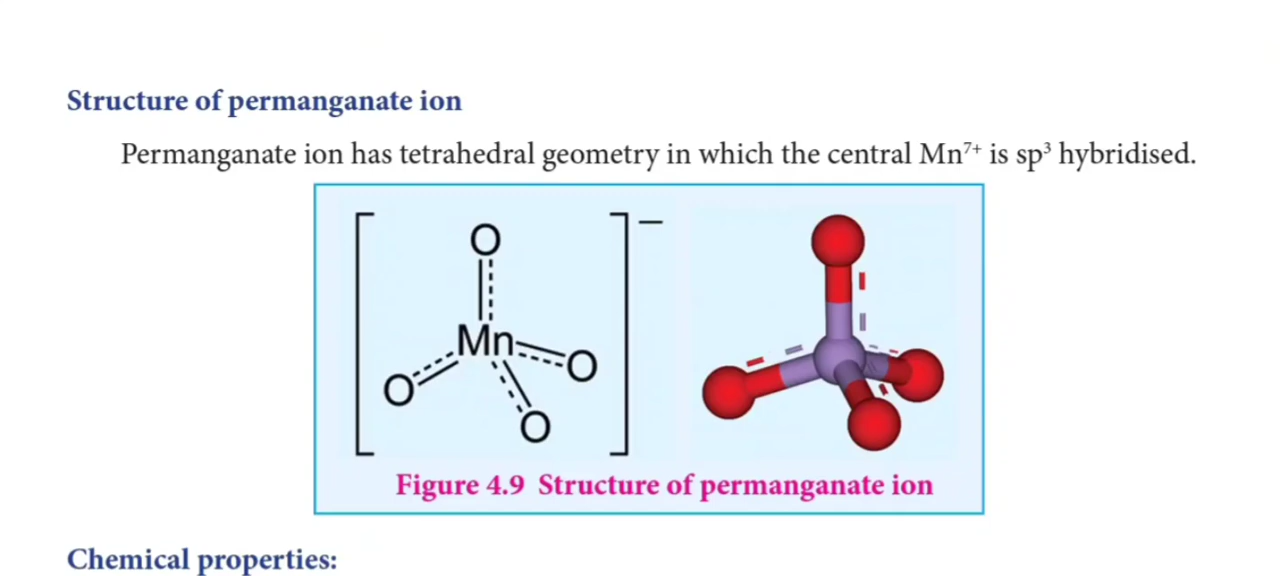 Structure of permanganate ion
Permanganate ion has tetrahedral geometry in which the central Mn⁷⁺ is sp³ hybridised.
O
Mn
O
O
O
–
Figure 4.9 Structure of permanganate ion
Chemical properties: